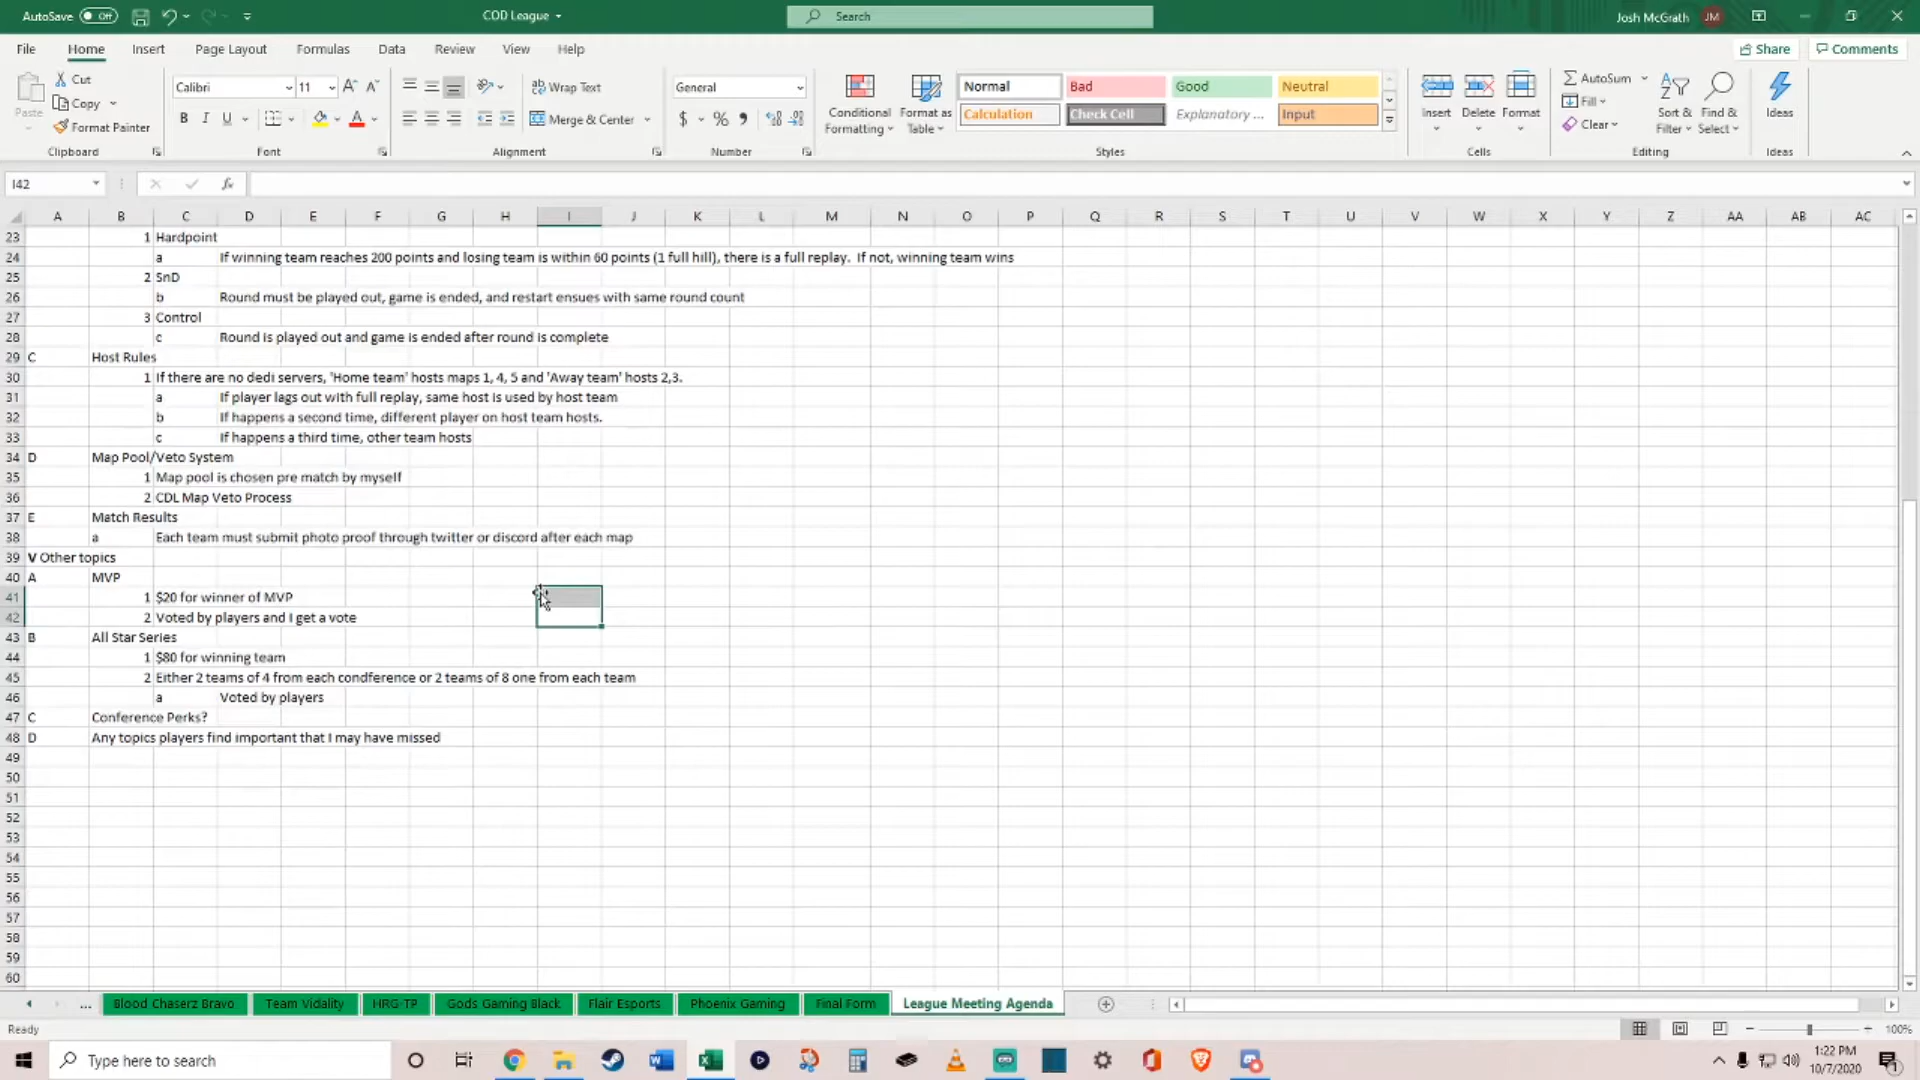 AutoSave Off COD League Search Josh McGrath JM
File Home Insert Page Layout Formulas Data Review View Help Share Comments
Paste Cut Copy Format Painter Clipboard
Calibri 11 A A B I U A Font
Wrap Text Merge & Center Alignment
General $ % 9 Number
Conditional Formatting Format as Table
Normal Bad Good Neutral
Calculation Check Cell Explanatory ... Input
Styles
Insert Delete Format Cells
AutoSum Fill Clear Sort & Filter Find & Select Editing
Ideas Ideas
I42 fx
A B C D E F G H I J K L M N O P Q R S T U V W X Y Z AA AB AC
23 1 Hardpoint
24 a If winning team reaches 200 points and losing team is within 60 points (1 full hill), there is a full replay. If not, winning team wins
25 2 SnD
26 b Round must be played out, game is ended, and restart ensues with same round count
27 3 Control
28 c Round is played out and game is ended after round is complete
29 C Host Rules
30 1 If there are no dedi servers, 'Home team' hosts maps 1, 4, 5 and 'Away team' hosts 2,3.
31 a If player lags out with full replay, same host is used by host team
32 b If happens a second time, different player on host team hosts.
33 c If happens a third time, other team hosts
34 D Map Pool/Veto System
35 1 Map pool is chosen pre match by myself
36 2 CDL Map Veto Process
37 E Match Results
38 a Each team must submit photo proof through twitter or discord after each map
39 V Other topics
40 A MVP
41 1 $20 for winner of MVP
42 2 Voted by players and I get a vote
43 B All Star Series
44 1 $80 for winning team
45 2 Either 2 teams of 4 from each condference or 2 teams of 8 one from each team
46 a Voted by players
47 C Conference Perks?
48 D Any topics players find important that I may have missed
49
50
51
52
53
54
55
56
57
58
59
60
... Blood Chaserz Bravo Team Vidality HRG-TP Gods Gaming Black Flair Esports Phoenix Gaming Final Form League Meeting Agenda
Ready 100%
Type here to search 1:22 PM
10/7/2020